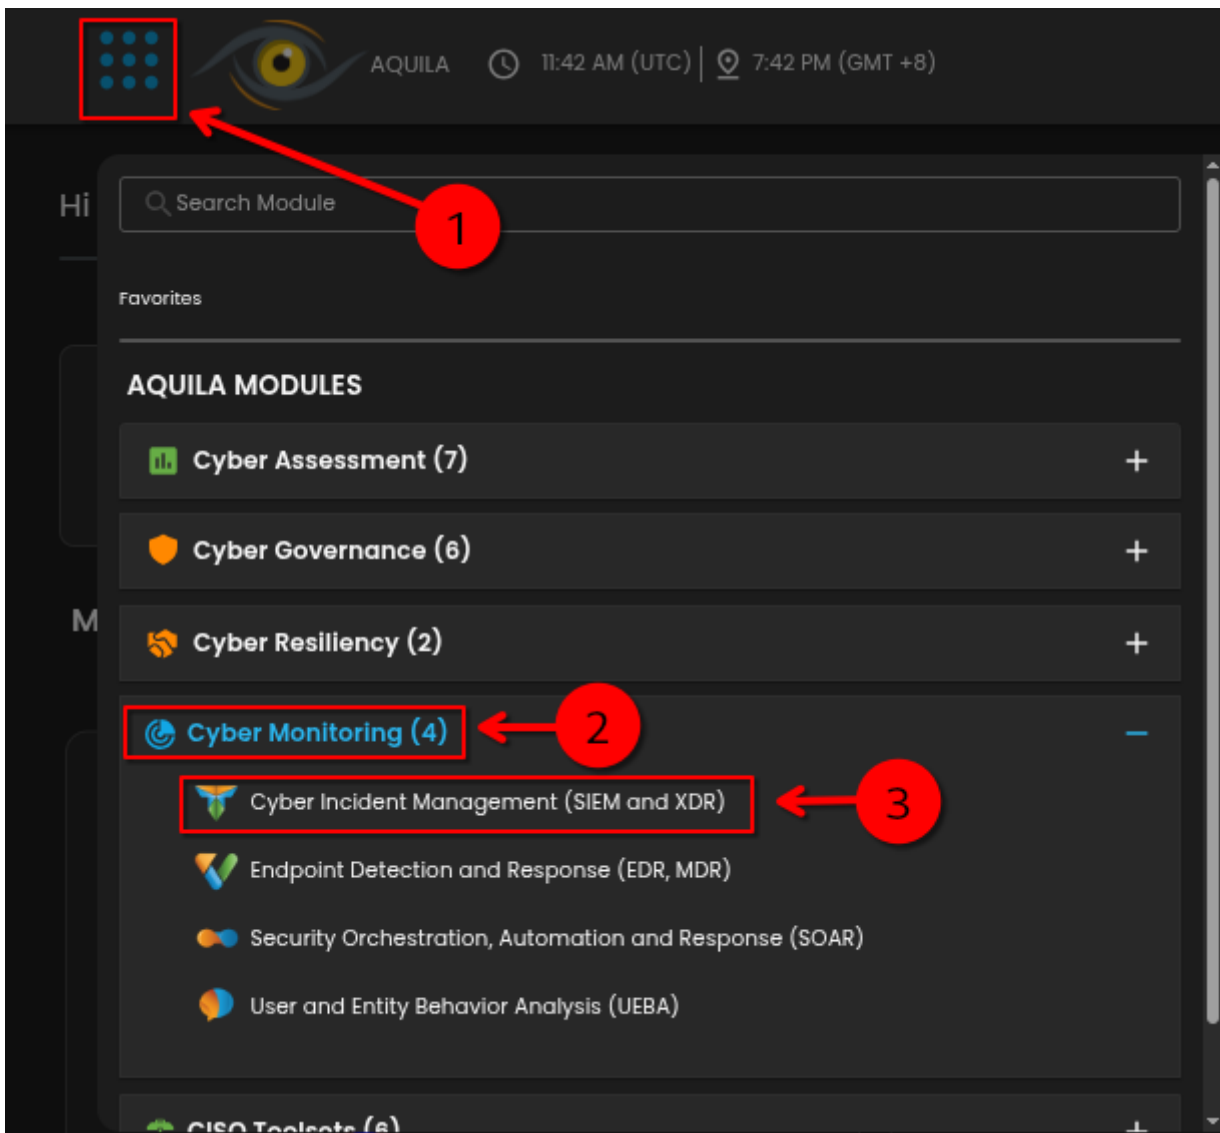 AQUILA 11:42 AM (UTC) 7:42 PM (GMT +8)
Hi
Search Module
1
Favorites
AQUILA MODULES
Cyber Assessment (7)
Cyber Governance (6)
M
Cyber Resiliency (2)
Cyber Monitoring (4)
2
Cyber Incident Management (SIEM and XDR)
3
Endpoint Detection and Response (EDR, MDR)
Security Orchestration, Automation and Response (SOAR)
User and Entity Behavior Analysis (UEBA)
CISO Toolsets (6)